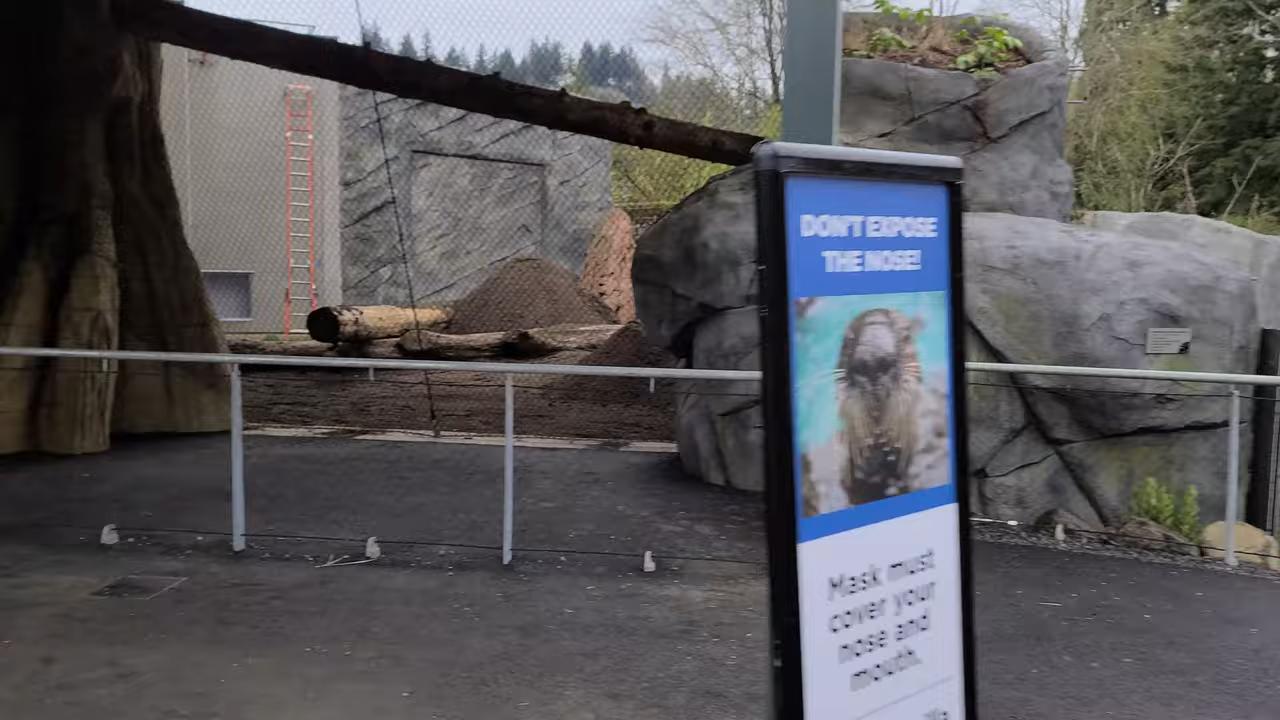 DON'T EXPOSE
THE NOSE!
Mask must
cover your
nose and
mouth.